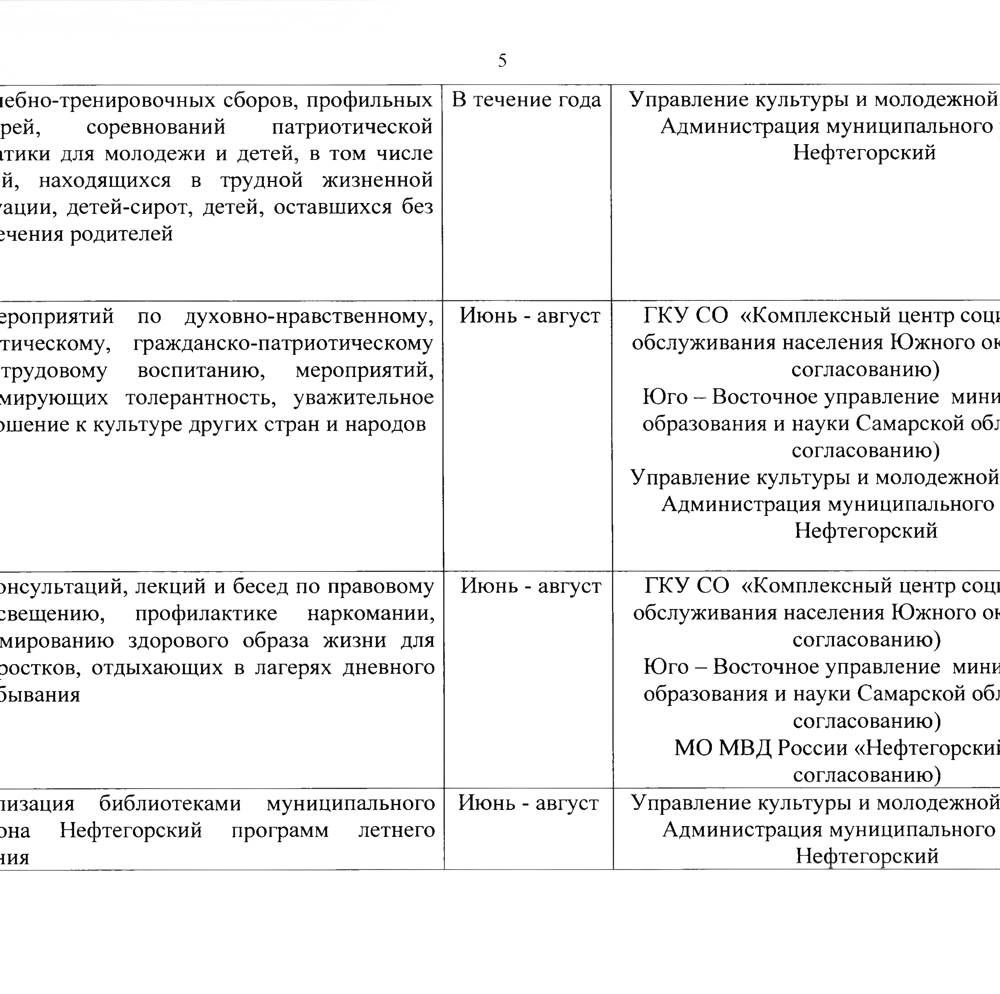 5
чебно-тренировочных сборов, профильных
рей, соревнований патриотической
атики для молодежи и детей, в том числе
й, находящихся в трудной жизненной
уации, детей-сирот, детей, оставшихся без
ечения родителей
В течение года
Управление культуры и молодежной
Администрация муниципального
Нефтегорский
ероприятий по духовно-нравственному,
тическому, гражданско-патриотическому
трудовому воспитанию, мероприятий,
мирующих толерантность, уважительное
ошение к культуре других стран и народов
Июнь - август
ГКУ СО «Комплексный центр соци
обслуживания населения Южного ок
согласованию)
Юго – Восточное управление мини
образования и науки Самарской обл
согласованию)
Управление культуры и молодежной
Администрация муниципального
Нефтегорский
онсультаций, лекций и бесед по правовому
свещению, профилактике наркомании,
мированию здорового образа жизни для
ростков, отдыхающих в лагерях дневного
бывания
Июнь - август
ГКУ СО «Комплексный центр соци
обслуживания населения Южного ок
согласованию)
Юго – Восточное управление мини
образования и науки Самарской обл
согласованию)
МО МВД России «Нефтегорский
согласованию)
лизация библиотеками муниципального
она Нефтегорский программ летнего
ния
Июнь - август
Управление культуры и молодежной
Администрация муниципального
Нефтегорский